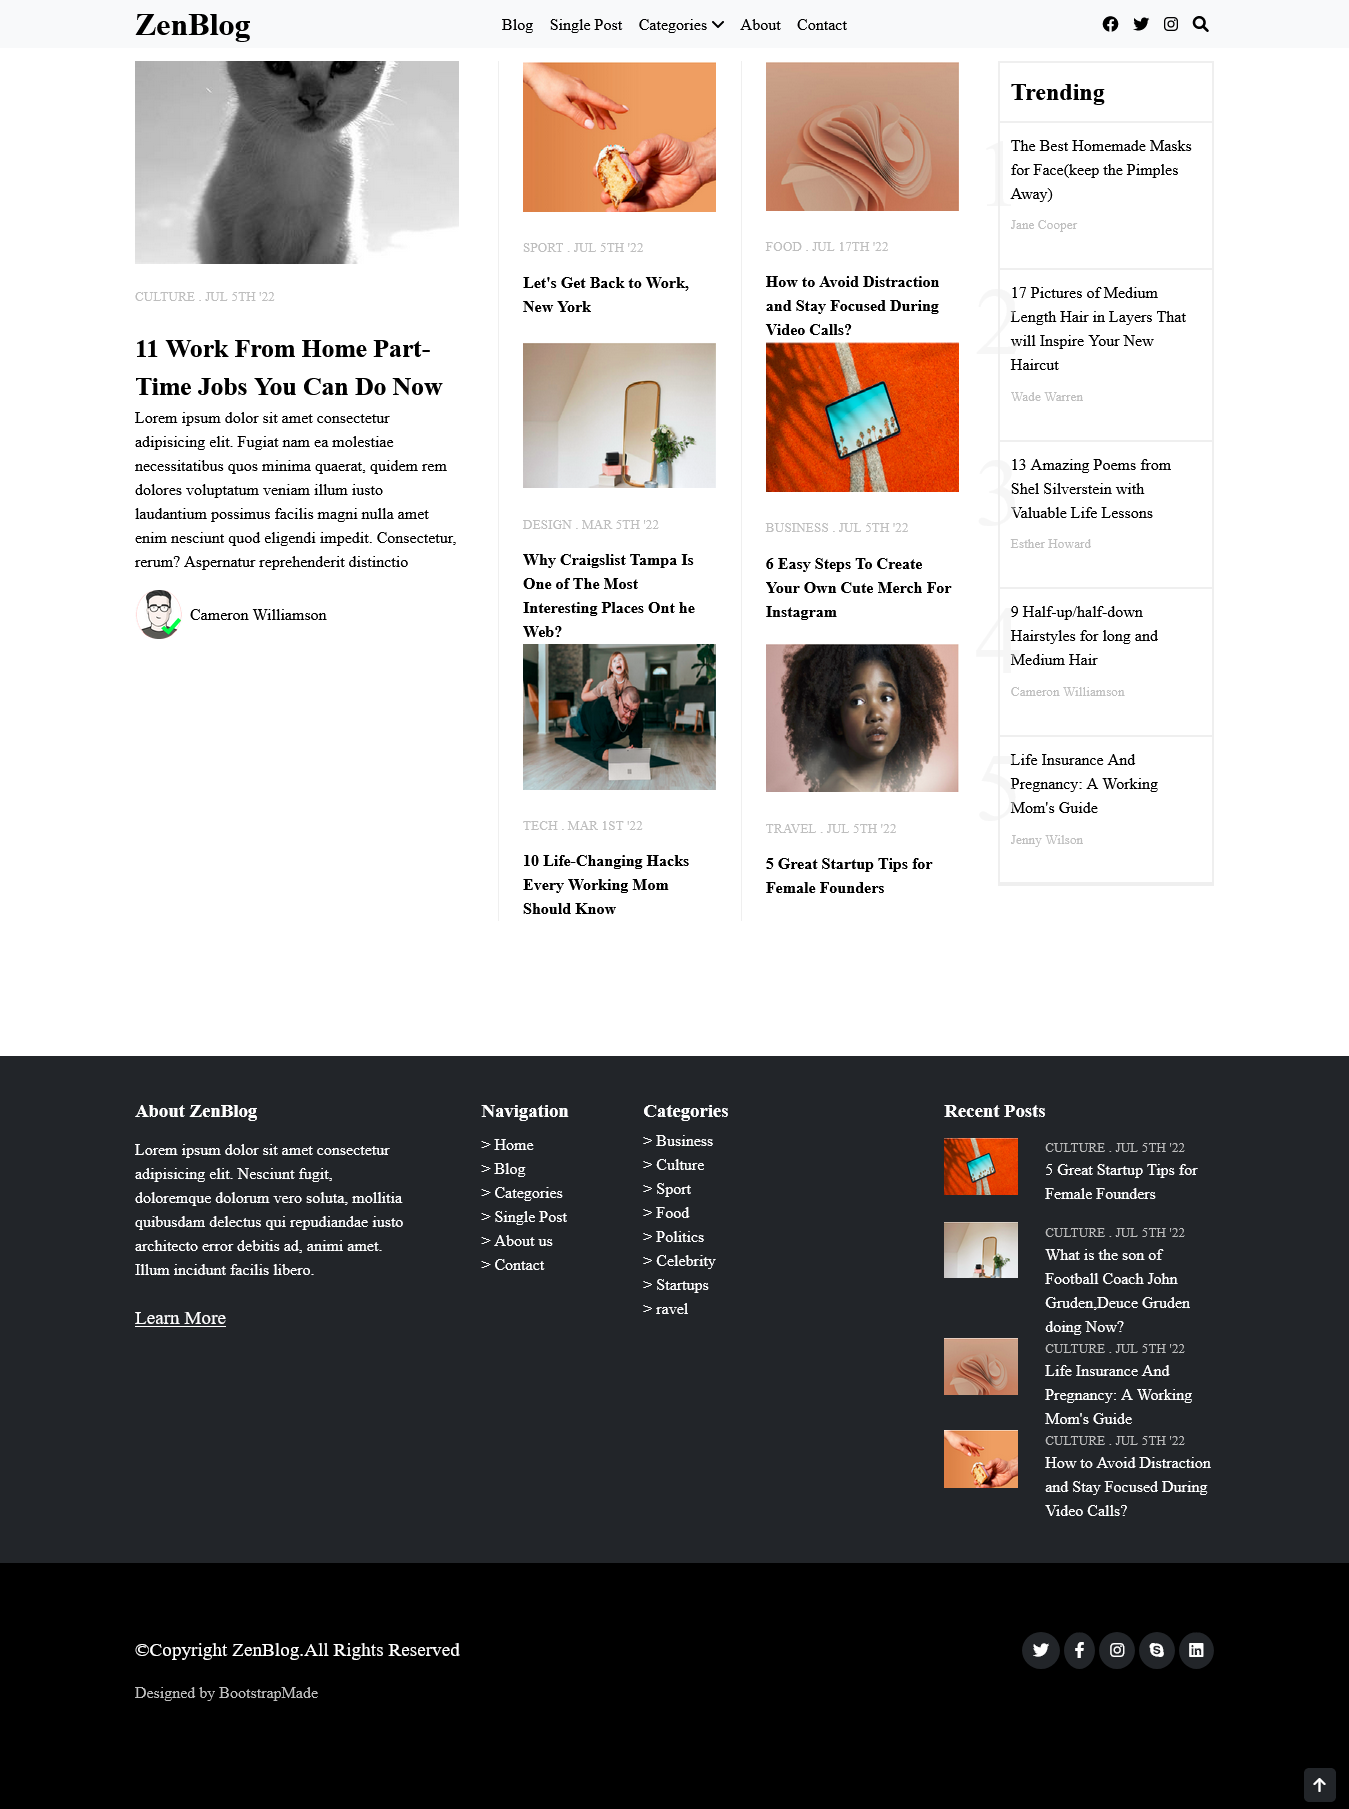 ZenBlog
Blog Single Post Categories About Contact
CULTURE . JUL 5TH '22
11 Work From Home Part-
Time Jobs You Can Do Now
Lorem ipsum dolor sit amet consectetur
adipisicing elit. Fugiat nam ea molestiae
necessitatibus quos minima quaerat, quidem rem
dolores voluptatum veniam illum iusto
laudantium possimus facilis magni nulla amet
enim nesciunt quod eligendi impedit. Consectetur,
rerum? Aspernatur reprehenderit distinctio
Cameron Williamson
SPORT . JUL 5TH '22
Let's Get Back to Work,
New York
DESIGN . MAR 5TH '22
Why Craigslist Tampa Is
One of The Most
Interesting Places Ont he
Web?
TECH . MAR 1ST '22
10 Life-Changing Hacks
Every Working Mom
Should Know
FOOD . JUL 17TH '22
How to Avoid Distraction
and Stay Focused During
Video Calls?
BUSINESS . JUL 5TH '22
6 Easy Steps To Create
Your Own Cute Merch For
Instagram
TRAVEL . JUL 5TH '22
5 Great Startup Tips for
Female Founders
Trending
1
The Best Homemade Masks
for Face(keep the Pimples
Away)
Jane Cooper
2
17 Pictures of Medium
Length Hair in Layers That
will Inspire Your New
Haircut
Wade Warren
3
13 Amazing Poems from
Shel Silverstein with
Valuable Life Lessons
Esther Howard
4
9 Half-up/half-down
Hairstyles for long and
Medium Hair
Cameron Williamson
5
Life Insurance And
Pregnancy: A Working
Mom's Guide
Jenny Wilson
About ZenBlog
Lorem ipsum dolor sit amet consectetur
adipisicing elit. Nesciunt fugit,
doloremque dolorum vero soluta, mollitia
quibusdam delectus qui repudiandae iusto
architecto error debitis ad, animi amet.
Illum incidunt facilis libero.
Learn More
Navigation
> Home
> Blog
> Categories
> Single Post
> About us
> Contact
Categories
> Business
> Culture
> Sport
> Food
> Politics
> Celebrity
> Startups
> ravel
Recent Posts
CULTURE . JUL 5TH '22
5 Great Startup Tips for
Female Founders
CULTURE . JUL 5TH '22
What is the son of
Football Coach John
Gruden,Deuce Gruden
doing Now?
CULTURE . JUL 5TH '22
Life Insurance And
Pregnancy: A Working
Mom's Guide
CULTURE . JUL 5TH '22
How to Avoid Distraction
and Stay Focused During
Video Calls?
©Copyright ZenBlog.All Rights Reserved
Designed by BootstrapMade